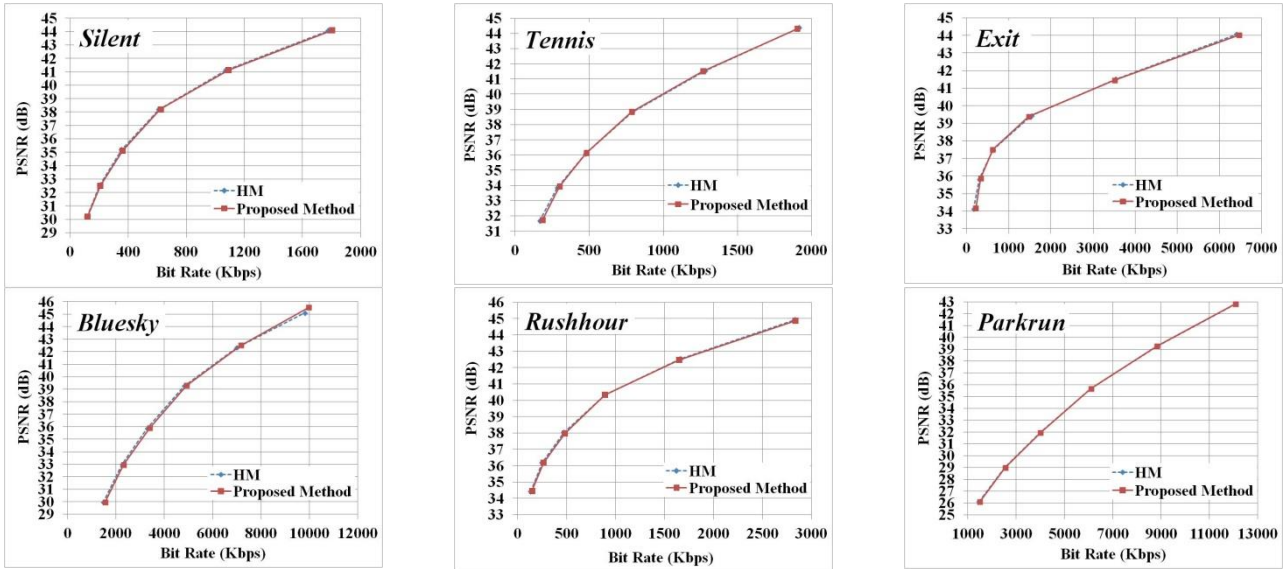 Silent
PSNR (dB)
45
44
43
42
41
40
39
38
37
36
35
34
33
32
31
30
29
0 400 800 1200 1600 2000
Bit Rate (Kbps)
HM
Proposed Method
Tennis
PSNR (dB)
45
44
43
42
41
40
39
38
37
36
35
34
33
32
31
0 500 1000 1500 2000
Bit Rate (Kbps)
HM
Proposed Method
Exit
PSNR (dB)
45
44
43
42
41
40
39
38
37
36
35
34
33
0 1000 2000 3000 4000 5000 6000 7000
Bit Rate (Kbps)
HM
Proposed Method
Bluesky
PSNR (dB)
46
45
44
43
42
41
40
39
38
37
36
35
34
33
32
31
30
29
0 2000 4000 6000 8000 10000 12000
Bit Rate (Kbps)
HM
Proposed Method
Rushhour
PSNR (dB)
46
45
44
43
42
41
40
39
38
37
36
35
34
33
0 500 1000 1500 2000 2500 3000
Bit Rate (Kbps)
HM
Proposed Method
Parkrun
PSNR (dB)
43
42
41
40
39
38
37
36
35
34
33
32
31
30
29
28
27
26
25
1000 3000 5000 7000 9000 11000 13000
Bit Rate (Kbps)
HM
Proposed Method